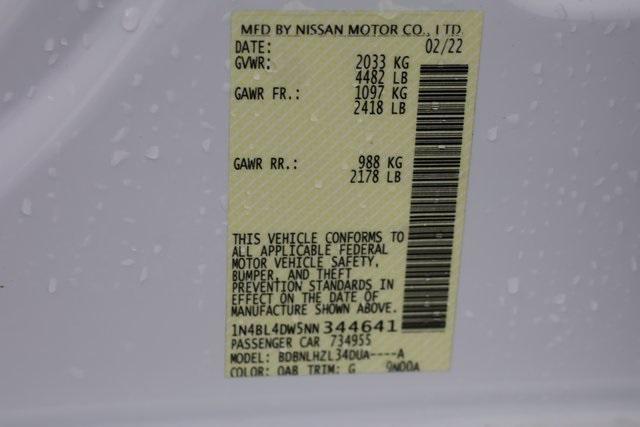 MFD BY NISSAN MOTOR CO., LTD.
DATE: 02/22
GVWR: 2033 KG
4482 LB
GAWR FR.: 1097 KG
2418 LB
GAWR RR.: 988 KG
2178 LB
THIS VEHICLE CONFORMS TO
ALL APPLICABLE FEDERAL
MOTOR VEHICLE SAFETY,
BUMPER, AND THEFT
PREVENTION STANDARDS IN
EFFECT ON THE DATE OF
MANUFACTURE SHOWN ABOVE.
1N4BL4DW5NN344641
PASSENGER CAR 734955
MODEL: BDBNLHZL34DUA----A
COLOR: QAB TRIM: G 9N00A